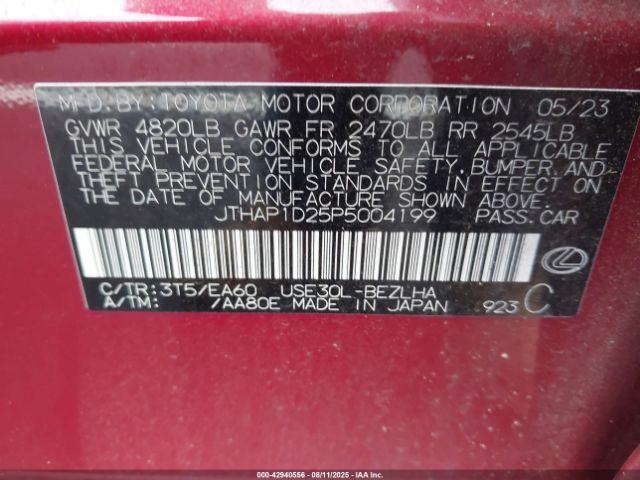 MFD.BY:TOYOTA MOTOR CORPORATION 05/23
GVWR 4820LB GAWR FR 2470LB RR 2545LB
THIS VEHICLE CONFORMS TO ALL APPLICABLE
FEDERAL MOTOR VEHICLE SAFETY,BUMPER,AND
THEFT PREVENTION STANDARDS IN EFFECT ON
THE DATE OF MANUFACTURE SHOWN ABOVE.
JTHAP1D25P5004199 PASS.CAR
C/TR:3T5/EA60 USE30L-BEZLHA
A/TM: /AA80E MADE IN JAPAN 923 C
000-42940556 - 08/11/2025 - IAA Inc.